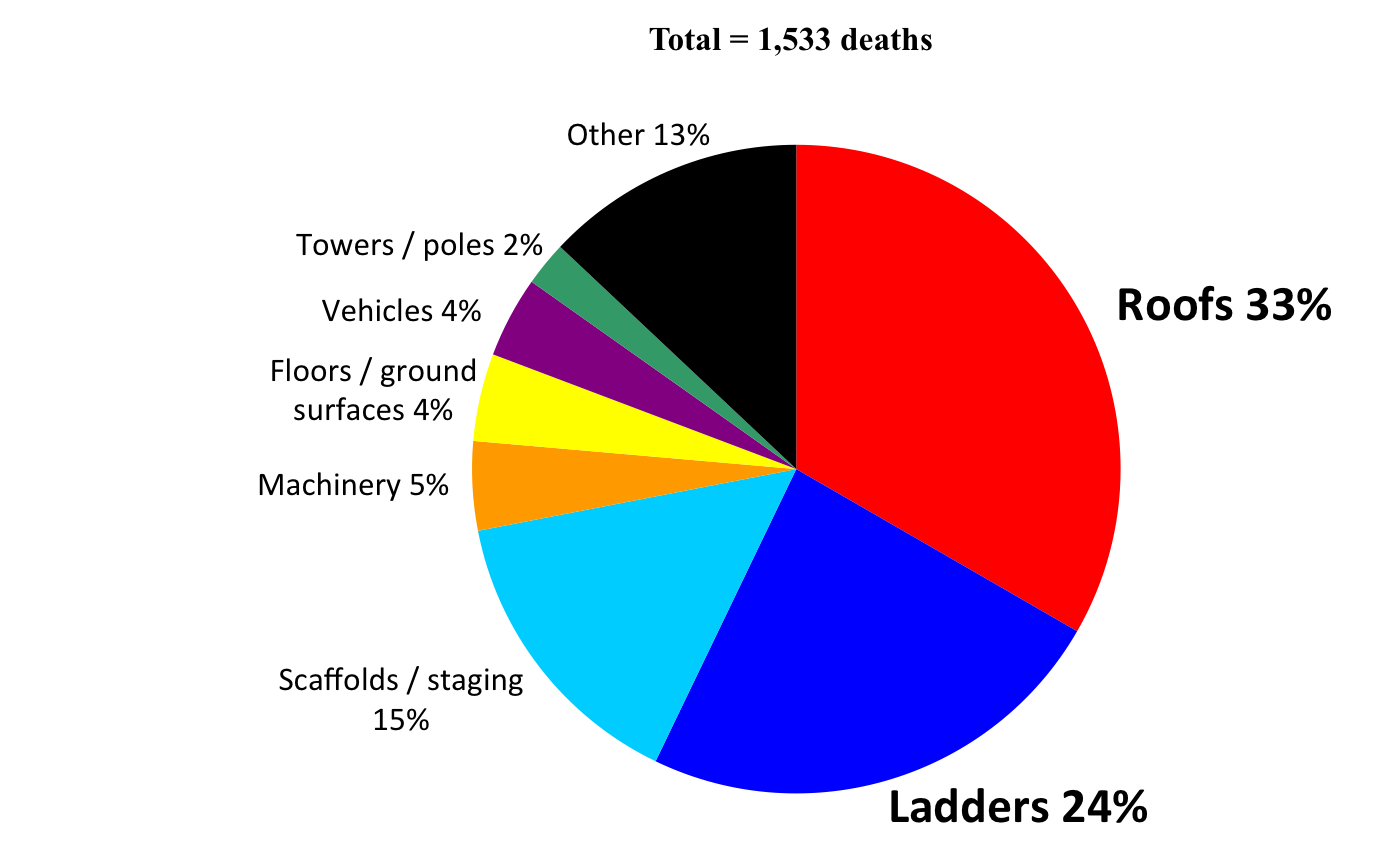 Total = 1,533 deaths
Other 13%
Towers / poles 2%
Vehicles 4%
Roofs 33%
Floors / ground
surfaces 4%
Machinery 5%
Scaffolds / staging
15%
Ladders 24%